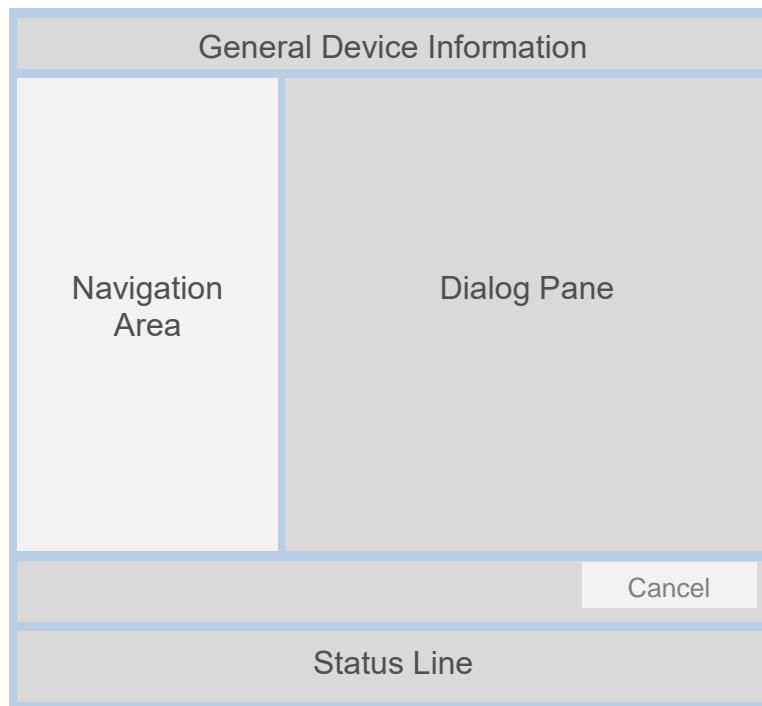 General Device Information
Navigation
Area
Dialog Pane
Cancel
Status Line